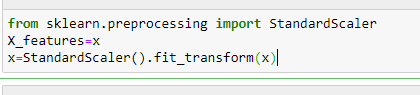 from sklearn.preprocessing import StandardScaler
X_features=x
x=StandardScaler().fit_transform(x)